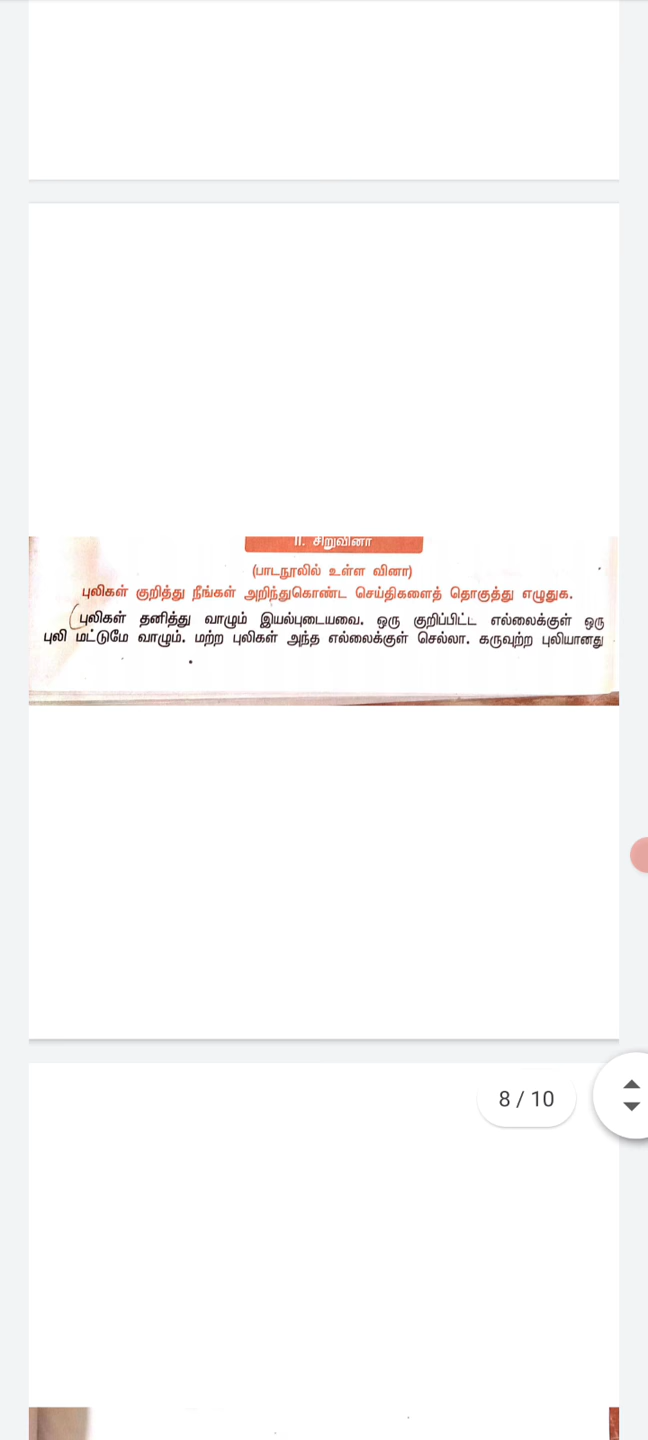 II. சிறுவினா
(பாடநூலில் உள்ள வினா)
புலிகள் குறித்து நீங்கள் அறிந்துகொண்ட செய்திகளைத் தொகுத்து எழுதுக.
புலிகள் தனித்து வாழும் இயல்புடையவை. ஒரு குறிப்பிட்ட எல்லைக்குள் ஒரு
புலி மட்டுமே வாழும். மற்ற புலிகள் அந்த எல்லைக்குள் செல்லா. கருவுற்ற புலியானது
8 / 10